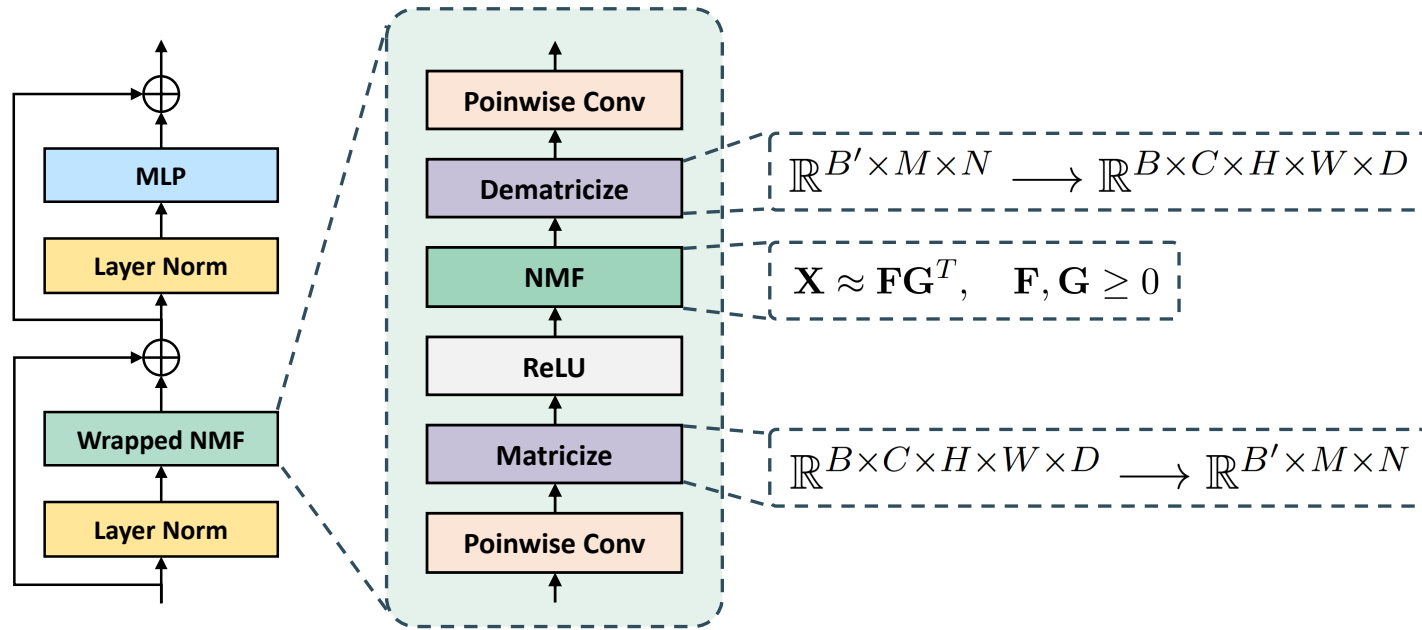 MLP
Layer Norm
Wrapped NMF
Layer Norm
Poinwise Conv
Dematricize
NMF
ReLU
Matricize
Poinwise Conv
ℝ^{B′×M×N} ⟶ ℝ^{B×C×H×W×D}
X ≈ FG^T, F, G ≥ 0
ℝ^{B×C×H×W×D} ⟶ ℝ^{B′×M×N}